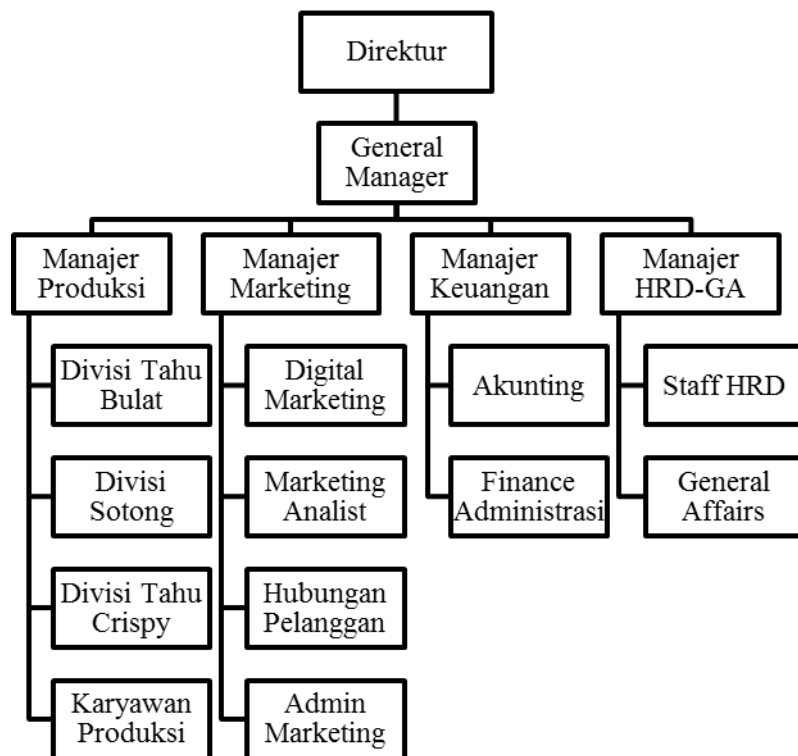 Direktur
General
Manager
Manajer
Produksi
Manajer
Marketing
Manajer
Keuangan
Manajer
HRD-GA
Divisi Tahu
Bulat
Digital
Marketing
Akunting
Staff HRD
Divisi
Sotong
Marketing
Analist
Finance
Administrasi
General
Affairs
Divisi Tahu
Crispy
Hubungan
Pelanggan
Karyawan
Produksi
Admin
Marketing